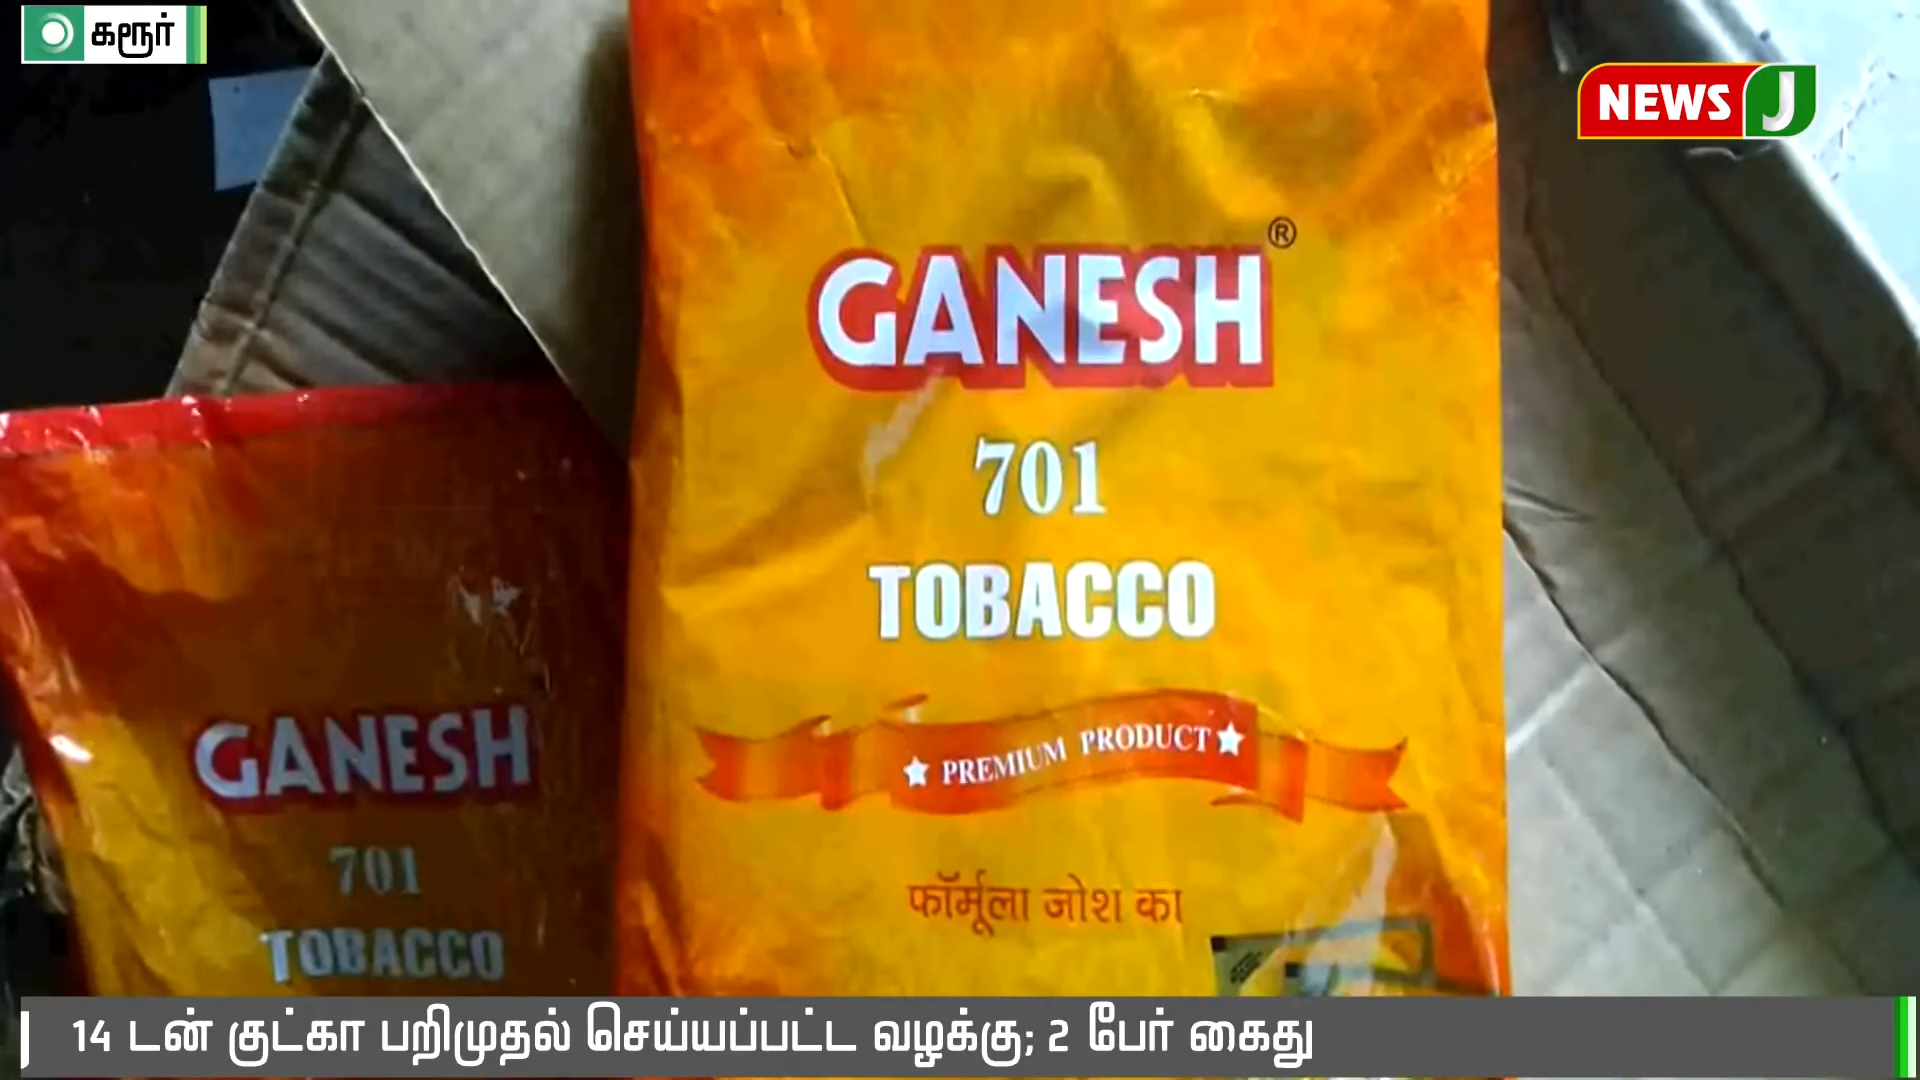 கரூர்
NEWS J
GANESH ®
701
TOBACCO
★ PREMIUM PRODUCT ★
फॉर्मूला जोश का
GANESH
701
TOBACCO
14 டன் குட்கா பறிமுதல் செய்யப்பட்ட வழக்கு; 2 பேர் கைது